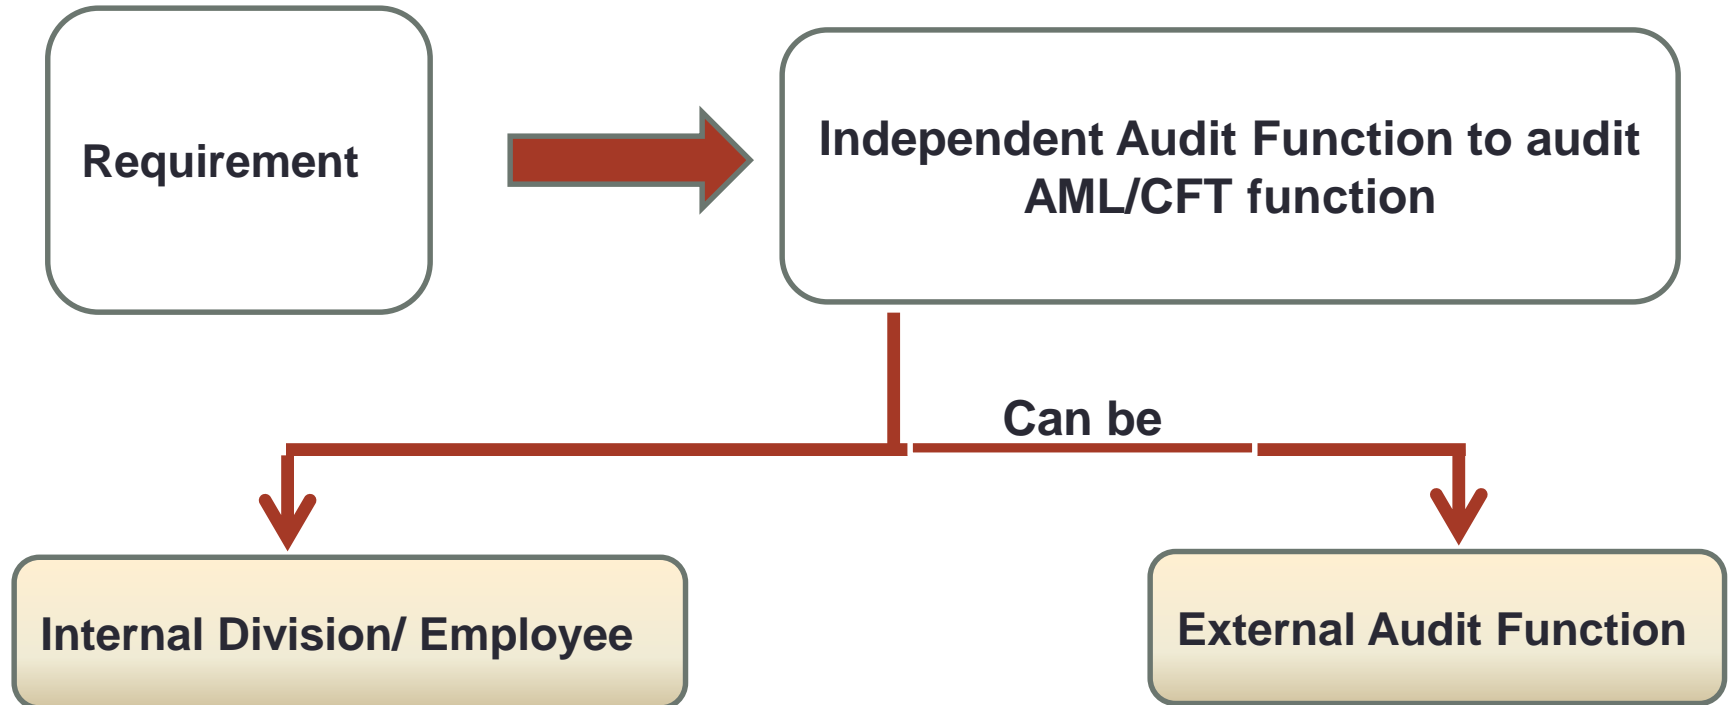 Requirement
Independent Audit Function to audit
AML/CFT function
Can be
Internal Division/ Employee
External Audit Function